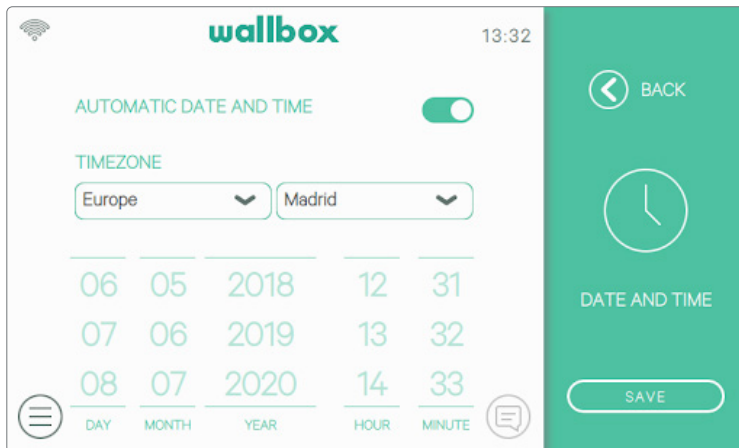 wallbox 13:32
AUTOMATIC DATE AND TIME
TIMEZONE
Europe Madrid
06 05 2018 12 31
07 06 2019 13 32
08 07 2020 14 33
DAY MONTH YEAR HOUR MINUTE
BACK
DATE AND TIME
SAVE